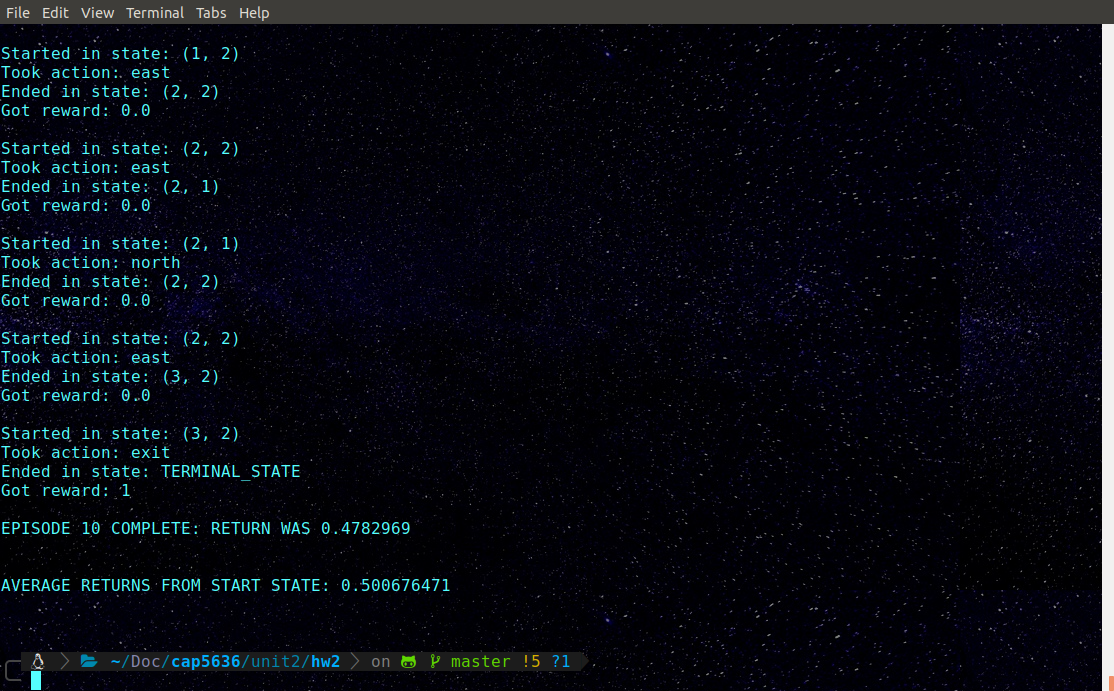 File Edit View Terminal Tabs Help
Started in state: (1, 2)
Took action: east
Ended in state: (2, 2)
Got reward: 0.0
Started in state: (2, 2)
Took action: east
Ended in state: (2, 1)
Got reward: 0.0
Started in state: (2, 1)
Took action: north
Ended in state: (2, 2)
Got reward: 0.0
Started in state: (2, 2)
Took action: east
Ended in state: (3, 2)
Got reward: 0.0
Started in state: (3, 2)
Took action: exit
Ended in state: TERMINAL_STATE
Got reward: 1
EPISODE 10 COMPLETE: RETURN WAS 0.4782969
AVERAGE RETURNS FROM START STATE: 0.500676471
~/Doc/cap5636/unit2/hw2 on master !5 ?1